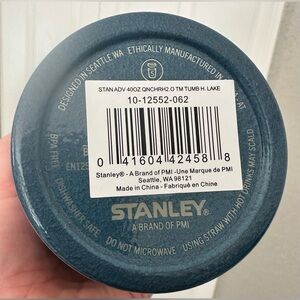 DESIGNED IN SEATTLE WA ETHICALLY MANUFACTURED IN
AT
STAN ADV 40OZ QNCHRH2.O TM TUMB H. LAKE
10-12552-062
0 41604 42458 8
Stanley® - A Brand of PMI -Une Marque de PMI
Seattle, WA 98121
Made in China - Fabriqué en Chine
BPA FREE
EN125
DISHWASHER SAFE
DO NOT MICROWAVE
USING STRAW WITH HOT DRINKS MAY SCALD
STANLEY®
A BRAND OF PMI